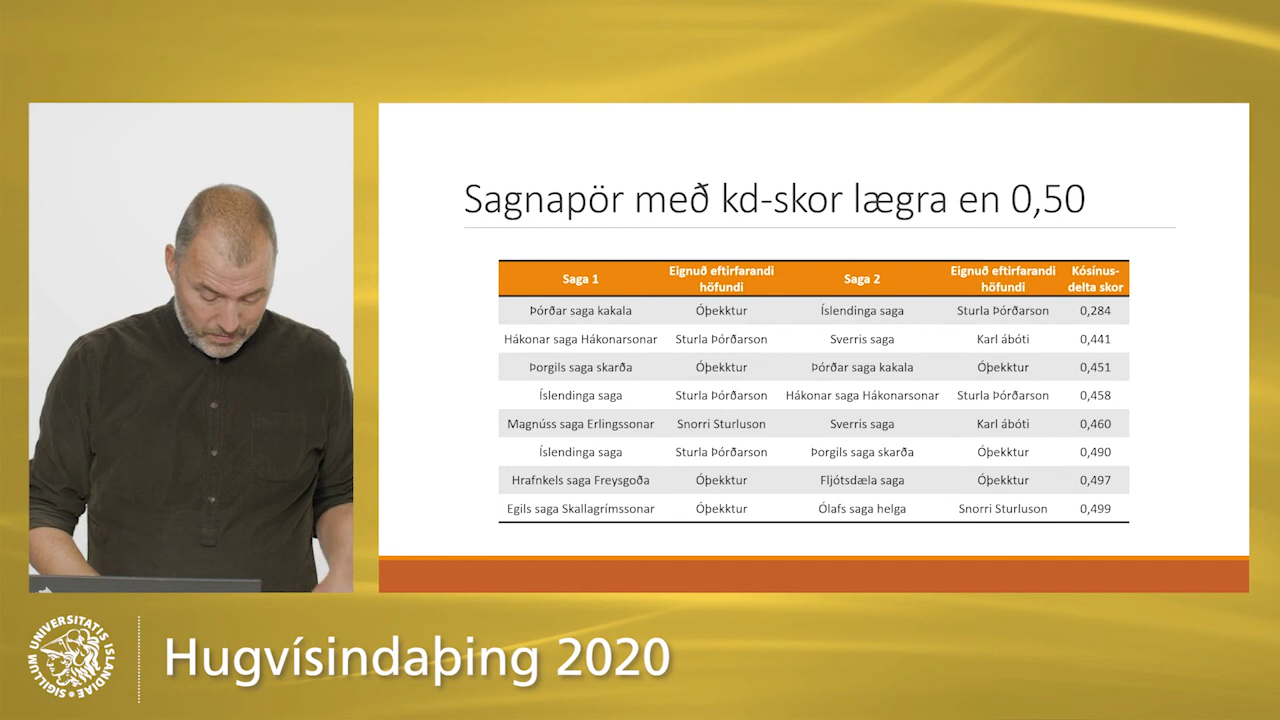 Sagnapör með kd-skor lægra en 0,50
Saga 1 Eignuð eftirfarandi höfundi Saga 2 Eignuð eftirfarandi höfundi Kósínus-delta skor
Þórðar saga kakala Óþekktur Íslendinga saga Sturla Þórðarson 0,284
Hákonar saga Hákonarsonar Sturla Þórðarson Sverris saga Karl ábóti 0,441
Þorgils saga skarða Óþekktur Þórðar saga kakala Óþekktur 0,451
Íslendinga saga Sturla Þórðarson Hákonar saga Hákonarsonar Sturla Þórðarson 0,458
Magnúss saga Erlingssonar Snorri Sturluson Sverris saga Karl ábóti 0,460
Íslendinga saga Sturla Þórðarson Þorgils saga skarða Óþekktur 0,490
Hrafnkels saga Freysgoða Óþekktur Fljótsdæla saga Óþekktur 0,497
Egils saga Skallagrímssonar Óþekktur Ólafs saga helga Snorri Sturluson 0,499
SIGILLUM UNIVERSITATIS ISLANDIAE
Hugvísindaþing 2020